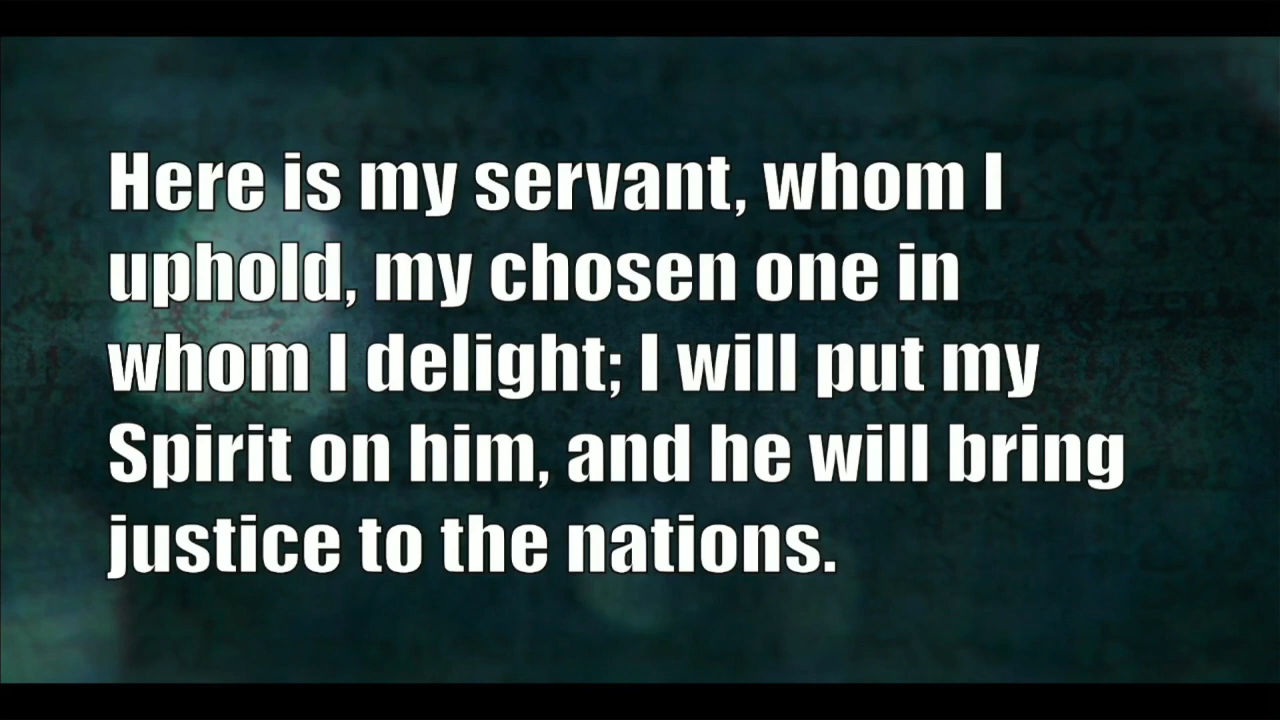 Here is my servant, whom I
uphold, my chosen one in
whom I delight; I will put my
Spirit on him, and he will bring
justice to the nations.